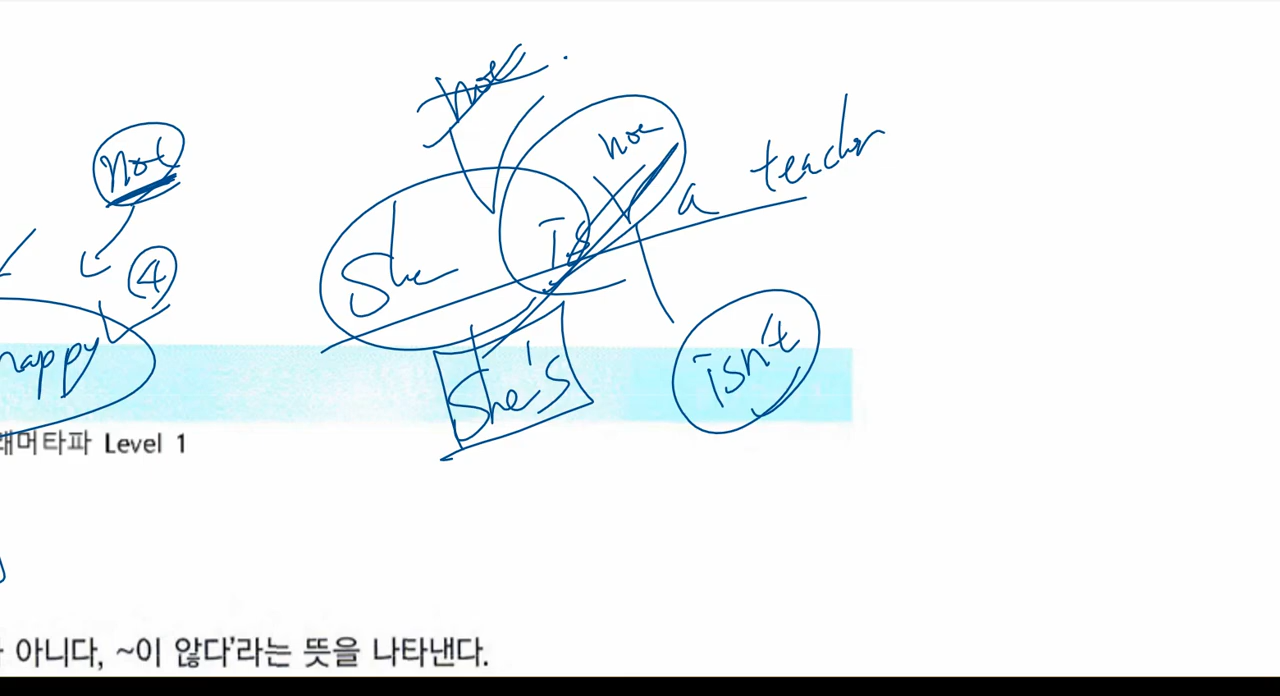 not
not
not
a teacher
She is
④
happy
She's
isn't
래머타파 Level 1
아니다, ~이 않다’라는 뜻을 나타낸다.